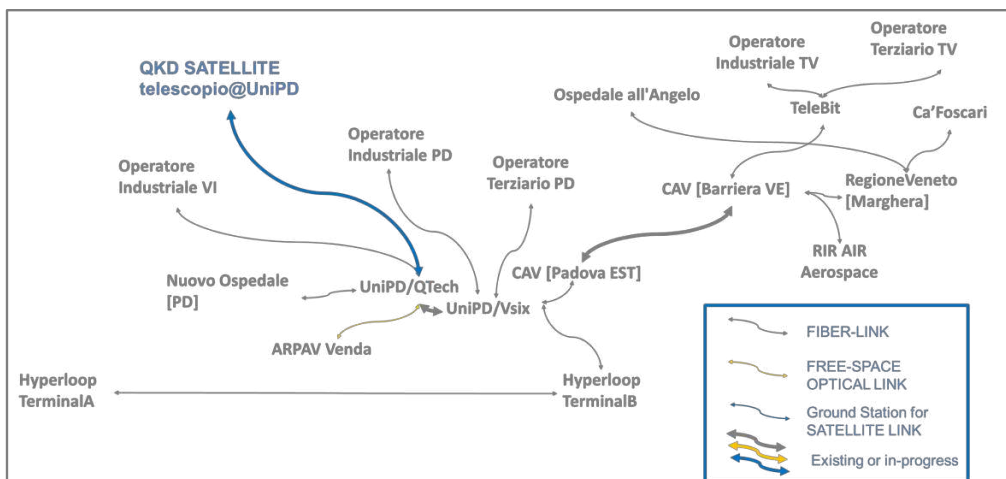 QKD SATELLITE
telescopio@UniPD
Operatore
Industriale VI
Operatore
Industriale PD
Operatore
Terziario PD
Ospedale all'Angelo
Operatore
Industriale TV
Operatore
Terziario TV
TeleBit
Ca'Foscari
CAV [Barriera VE]
RegioneVeneto
[Marghera]
RIR AIR
Aerospace
CAV [Padova EST]
Nuovo Ospedale
[PD]
UniPD/QTech
UniPD/Vsix
ARPAV Venda
Hyperloop
TerminalA
Hyperloop
TerminalB
FIBER-LINK
FREE-SPACE
OPTICAL LINK
Ground Station for
SATELLITE LINK
Existing or in-progress